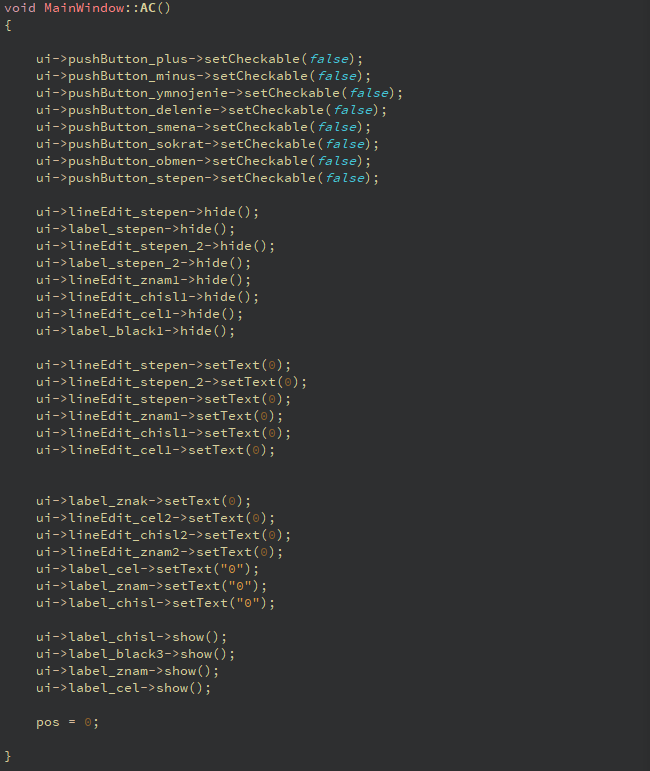 void MainWindow::AC()
{
ui->pushButton_plus->setCheckable(false);
ui->pushButton_minus->setCheckable(false);
ui->pushButton_ymnojenie->setCheckable(false);
ui->pushButton_delenie->setCheckable(false);
ui->pushButton_smena->setCheckable(false);
ui->pushButton_sokrat->setCheckable(false);
ui->pushButton_obmen->setCheckable(false);
ui->pushButton_stepen->setCheckable(false);
ui->lineEdit_stepen->hide();
ui->label_stepen->hide();
ui->lineEdit_stepen_2->hide();
ui->label_stepen_2->hide();
ui->lineEdit_znam1->hide();
ui->lineEdit_chisl1->hide();
ui->lineEdit_cel1->hide();
ui->label_black1->hide();
ui->lineEdit_stepen->setText(0);
ui->lineEdit_stepen_2->setText(0);
ui->lineEdit_stepen->setText(0);
ui->lineEdit_znam1->setText(0);
ui->lineEdit_chisl1->setText(0);
ui->lineEdit_cel1->setText(0);
ui->label_znak->setText(0);
ui->lineEdit_cel2->setText(0);
ui->lineEdit_chisl2->setText(0);
ui->lineEdit_znam2->setText(0);
ui->label_cel->setText("0");
ui->label_znam->setText("0");
ui->label_chisl->setText("0");
ui->label_chisl->show();
ui->label_black3->show();
ui->label_znam->show();
ui->label_cel->show();
pos = 0;
}